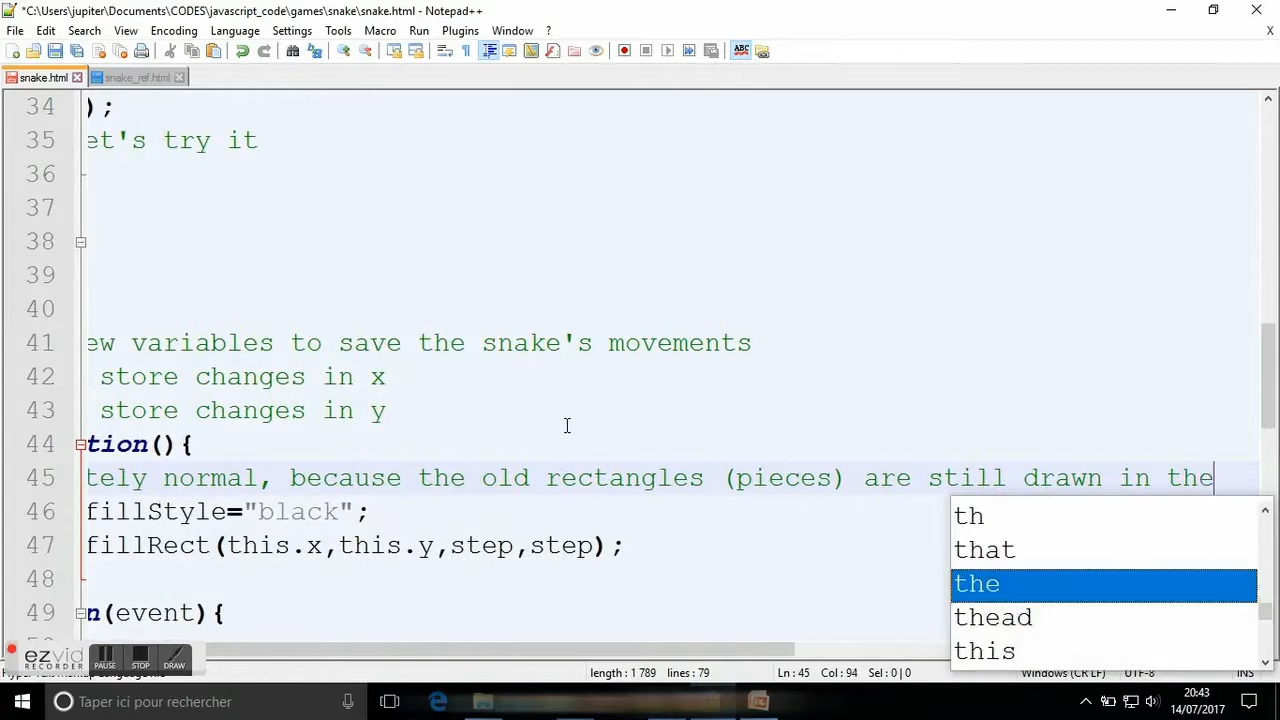 *C:\Users\jupiter\Documents\CODES\javascript_code\games\snake\snake.html - Notepad++
File Edit Search View Encoding Language Settings Tools Macro Run Plugins Window ?
X
ABC
snake.html snake_ref.html
34 );
35 et's try it
36
37
38
39
40
41 ew variables to save the snake's movements
42 store changes in x
43 store changes in y
44 tion(){
45 tely normal, because the old rectangles (pieces) are still drawn in the
46 fillStyle="black";
th
that
the
thead
this
47 fillRect(this.x,this.y,step,step);
48
49 n(event){
ezvid
RECORDER
PAUSE STOP DRAW
length : 1 789 lines : 79 Ln : 45 Col : 94 Sel : 0 | 0 Windows (CR LF) UTF-8 INS
Taper ici pour rechercher
20:43
14/07/2017